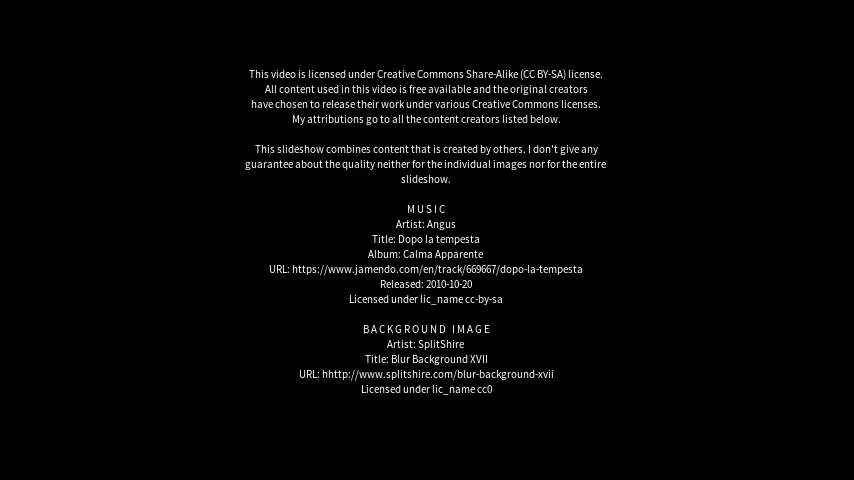 This video is licensed under Creative Commons Share-Alike (CC BY-SA) license.
All content used in this video is free available and the original creators
have chosen to release their work under various Creative Commons licenses.
My attributions go to all the content creators listed below.
This slideshow combines content that is created by others. I don't give any
guarantee about the quality neither for the individual images nor for the entire
slideshow.
MUSIC
Artist: Angus
Title: Dopo la tempesta
Album: Calma Apparente
URL: https://www.jamendo.com/en/track/669667/dopo-la-tempesta
Released: 2010-10-20
Licensed under lic_name cc-by-sa
BACKGROUND IMAGE
Artist: SplitShire
Title: Blur Background XVII
URL: hhttp://www.splitshire.com/blur-background-xvii
Licensed under lic_name cc0